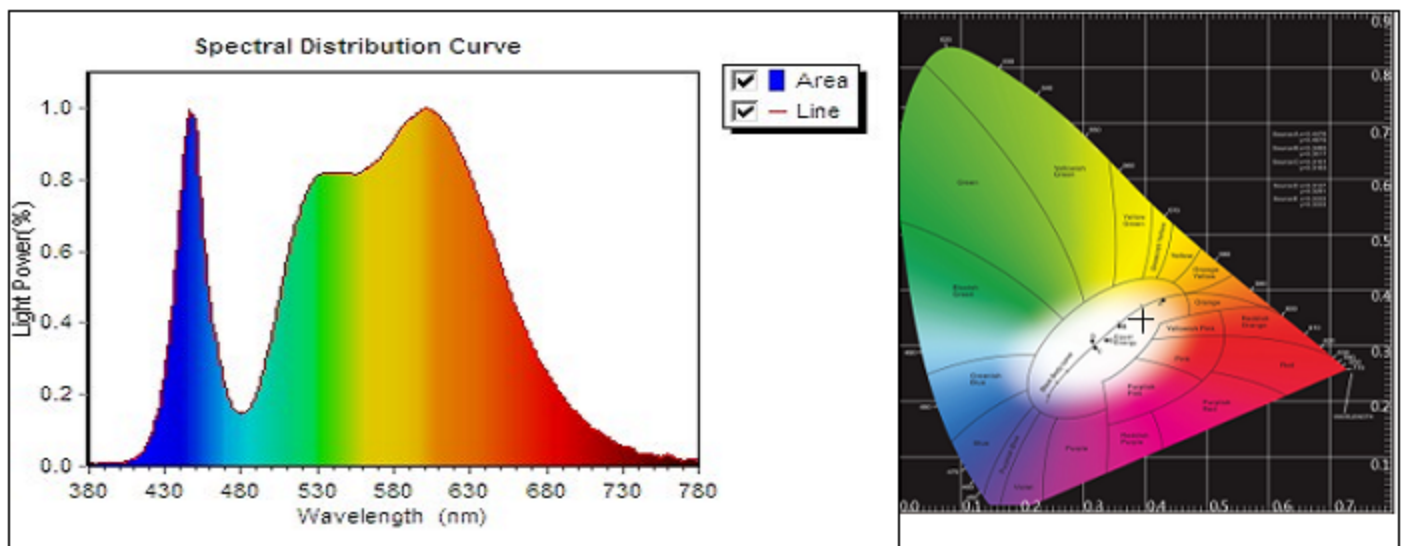 Spectral Distribution Curve
Area
Line
Light Power(%)
1.0
0.8
0.6
0.4
0.2
0.0
380 430 480 530 580 630 680 730 780
Wavelength (nm)
0.9
0.8
0.7
0.6
0.5
0.4
0.3
0.2
0.1
0.0 0.1 0.2 0.3 0.4 0.5 0.6 0.7
Green
Yellowish Green
Yellow Green
Yellow
Orange Yellow
Orange
Reddish Orange
Yellowish Pink
Bluish Green
Pink
Red
Greenish Blue
Purplish Pink
Purplish Red
Blue
Purple
Reddish Purple